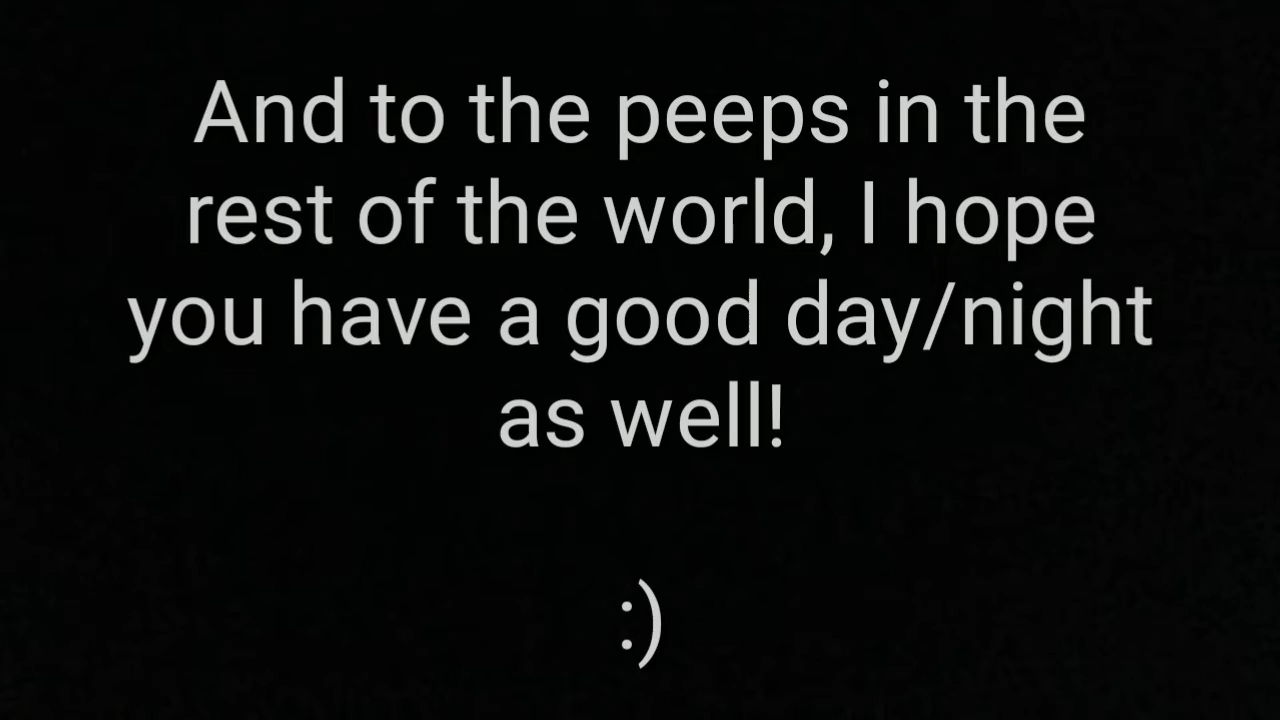 And to the peeps in the
rest of the world, I hope
you have a good day/night
as well!
:)